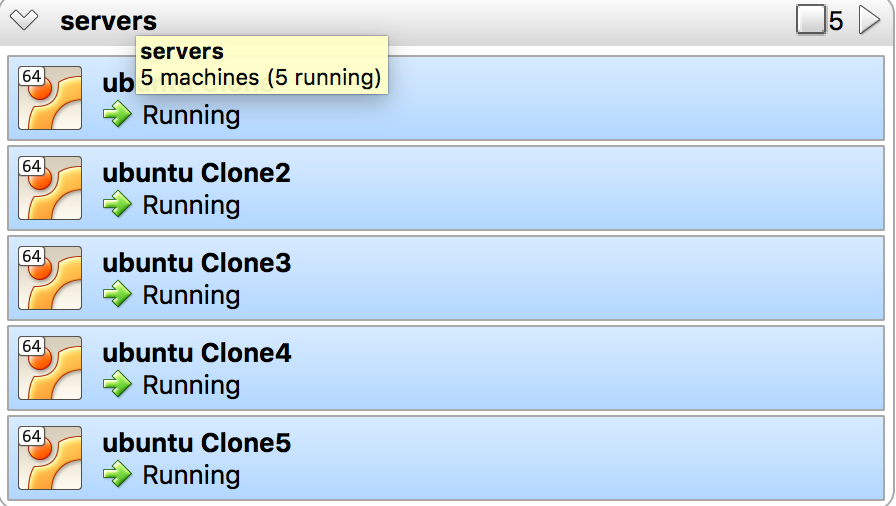 servers
5
servers
5 machines (5 running)
64
ub
Running
64
ubuntu Clone2
Running
64
ubuntu Clone3
Running
64
ubuntu Clone4
Running
64
ubuntu Clone5
Running